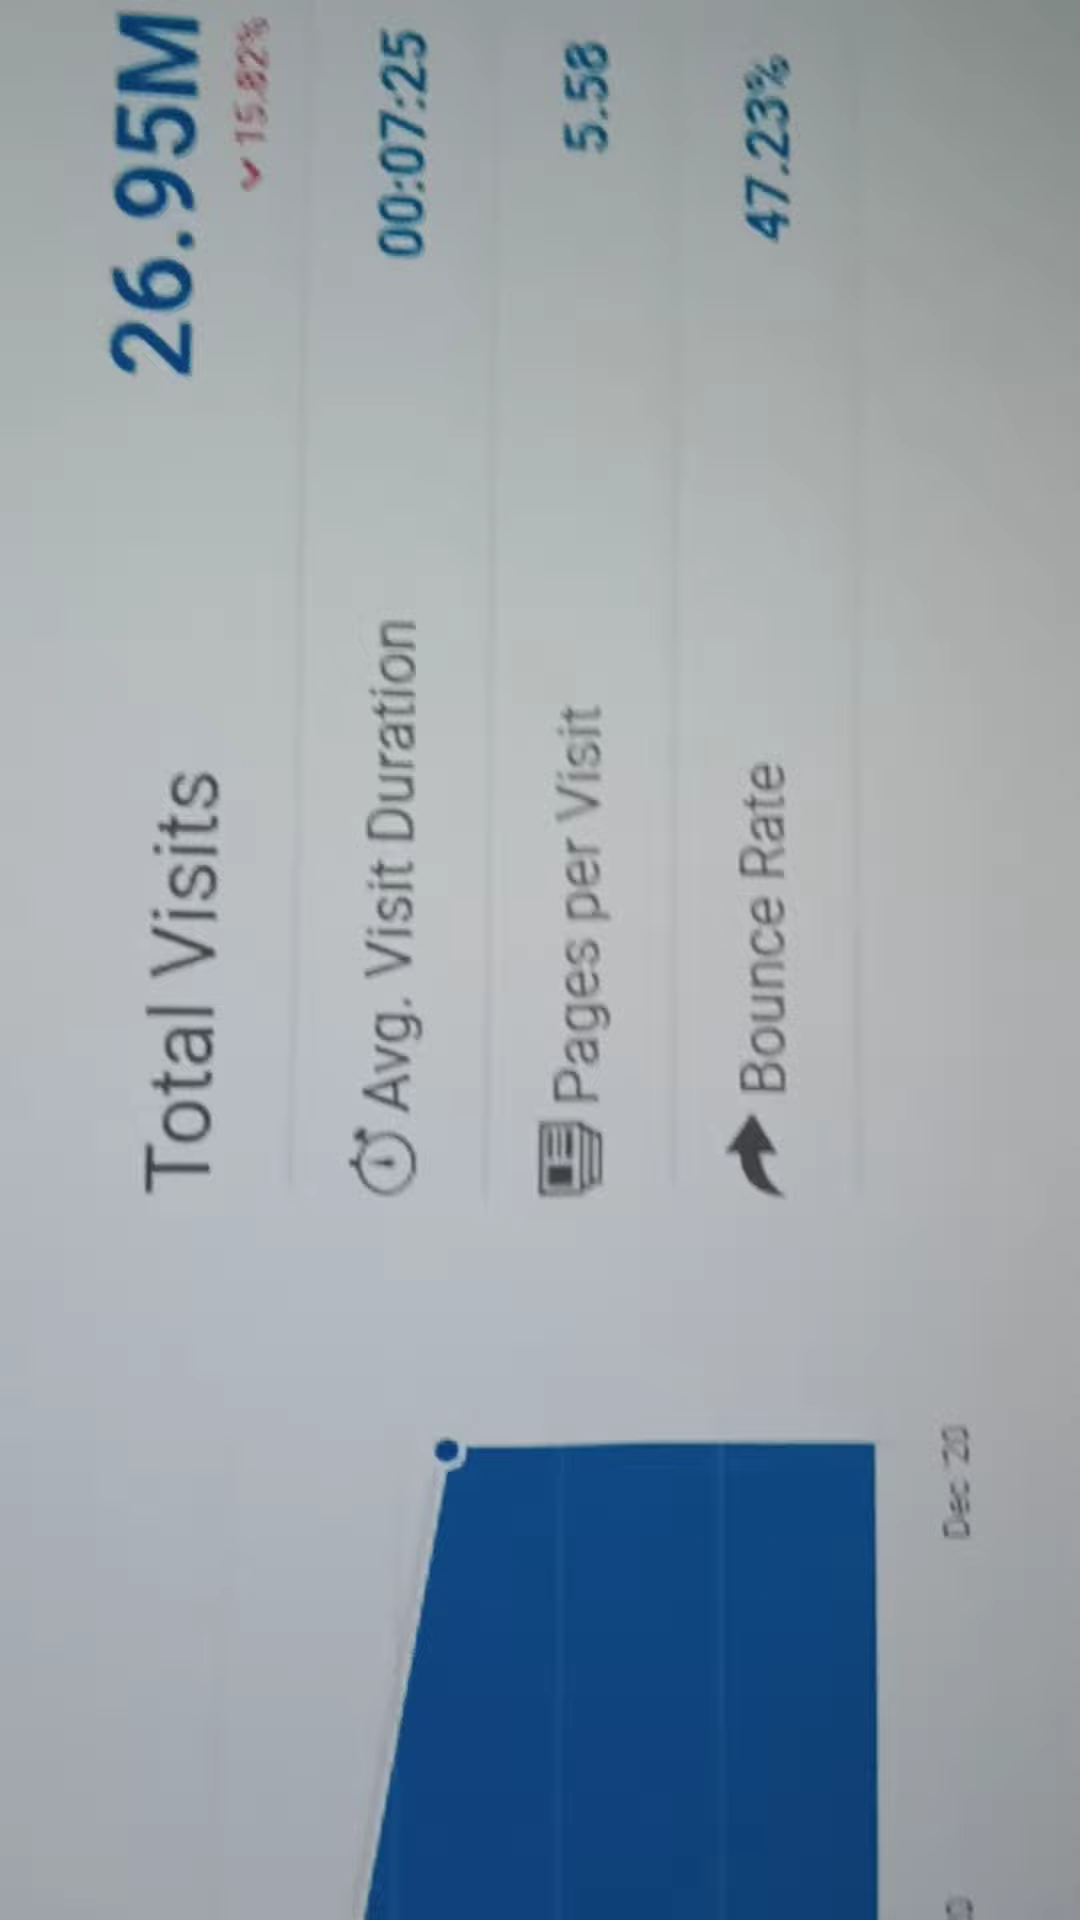 Total Visits 26.95M
15.82%
Avg. Visit Duration 00:07:25
Pages per Visit 5.58
Bounce Rate 47.23%
Dec '20